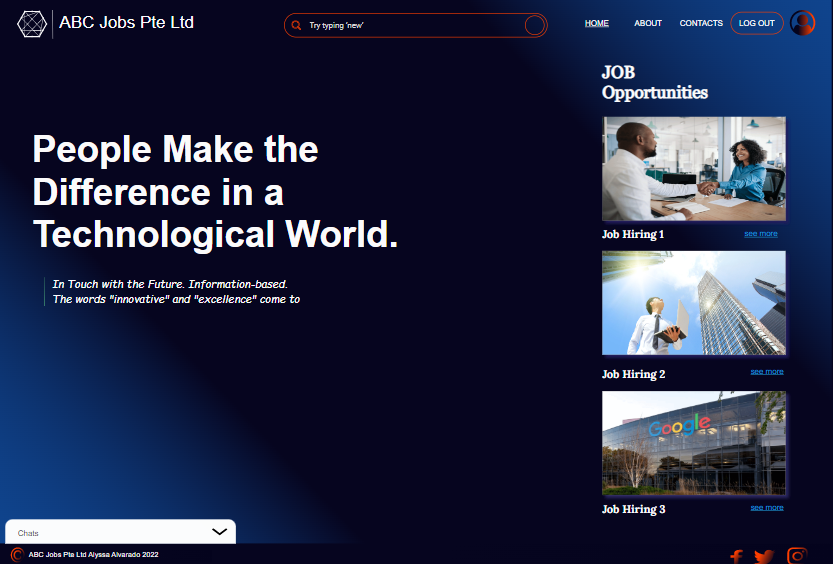 ABC Jobs Pte Ltd
Try typing 'new'
HOME
ABOUT
CONTACTS
LOG OUT
People Make the
Difference in a
Technological World.
In Touch with the Future. Information-based.
The words "innovative" and "excellence" come to
JOB
Opportunities
Job Hiring 1
see more
Job Hiring 2
see more
Google
Job Hiring 3
see more
Chats
ABC Jobs Pte Ltd Alyssa Alvarado 2022